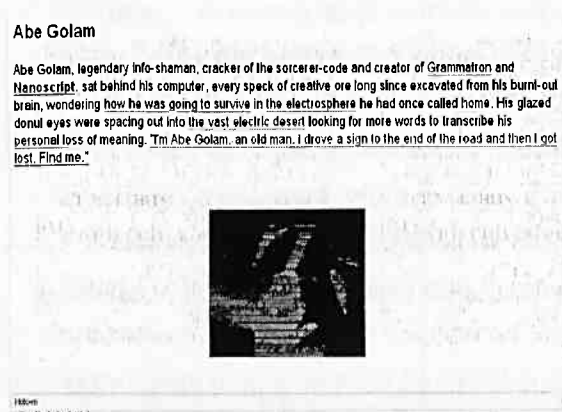 Abe Golam
Abe Golam, legendary info-shaman, cracker of the sorcerer-code and creator of Grammatron and
Nanoscript, sat behind his computer, every speck of creative ore long since excavated from his burnt-out
brain, wondering how he was going to survive in the electrosphere he had once called home. His glazed
donut eyes were spacing out into the vast electric desert looking for more words to transcribe his
personal loss of meaning. "I'm Abe Golam, an old man. I drove a sign to the end of the road and then I got
lost. Find me."